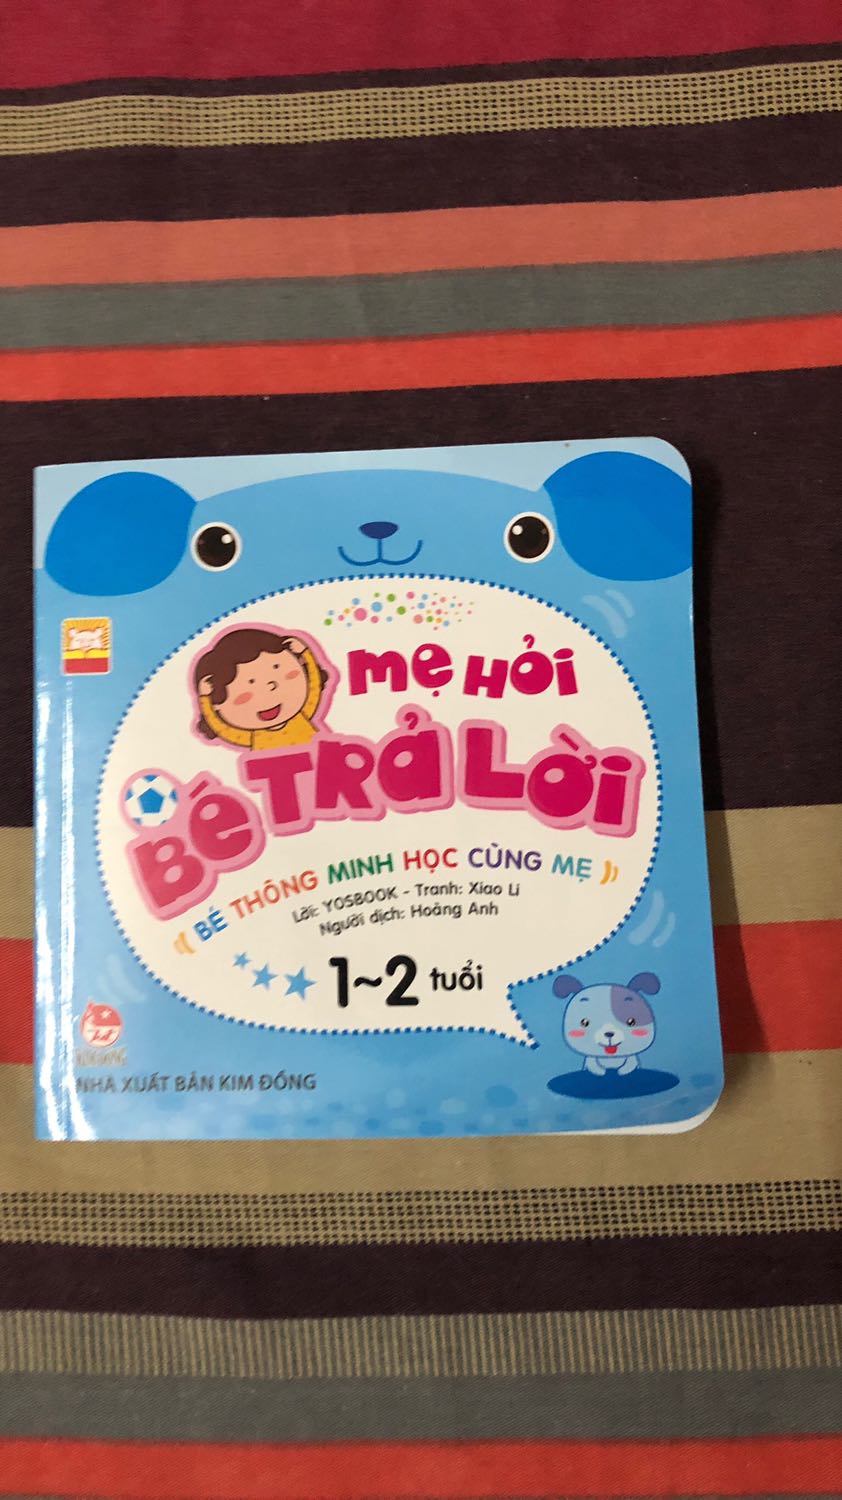 mẹ Hỏi
Bé TRả Lời
BÉ THÔNG MINH HỌC CÙNG MẸ
Lời: YOSBOOK - Tranh: Xiao Li
Người dịch: Hoàng Anh
1~2 tuổi
NHÀ XUẤT BẢN KIM ĐỒNG